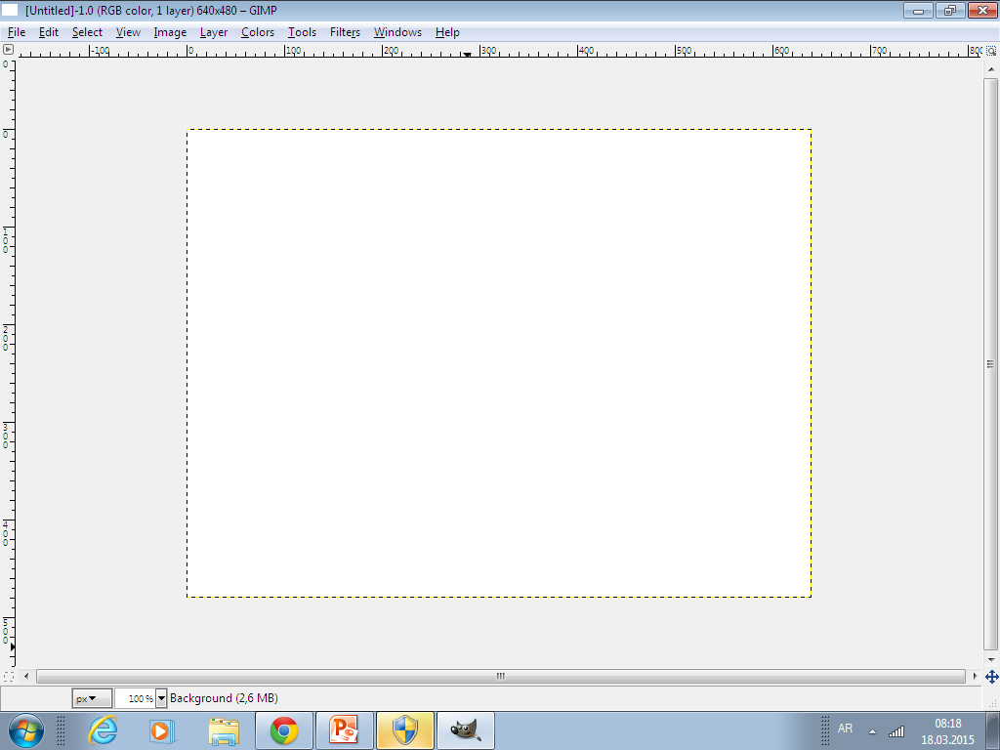 [Untitled]-1.0 (RGB color, 1 layer) 640x480 – GIMP
File Edit Select View Image Layer Colors Tools Filters Windows Help
-100 0 100 200 300 400 500 600 700 800
0
0
100
200
300
400
500
px 100 % Background (2,6 MB)
AR 08:18
18.03.2015